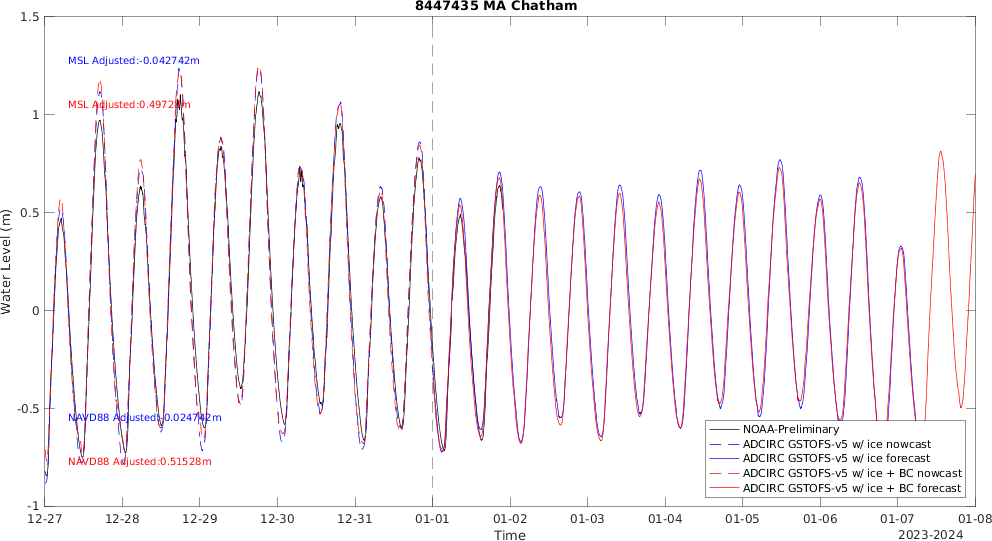 8447435 MA Chatham
1.5
1
0.5
0
-0.5
-1
Water Level (m)
MSL Adjusted:-0.042742m
NAVD88 Adjusted:-0.024742m
NAVD88 Adjusted:0.51528m
NOAA-Preliminary
ADCIRC GSTOFS-v5 w/ ice nowcast
ADCIRC GSTOFS-v5 w/ ice forecast
ADCIRC GSTOFS-v5 w/ ice + BC nowcast
ADCIRC GSTOFS-v5 w/ ice + BC forecast
12-27 12-28 12-29 12-30 12-31 01-01 01-02 01-03 01-04 01-05 01-06 01-07 01-08
Time
2023-2024